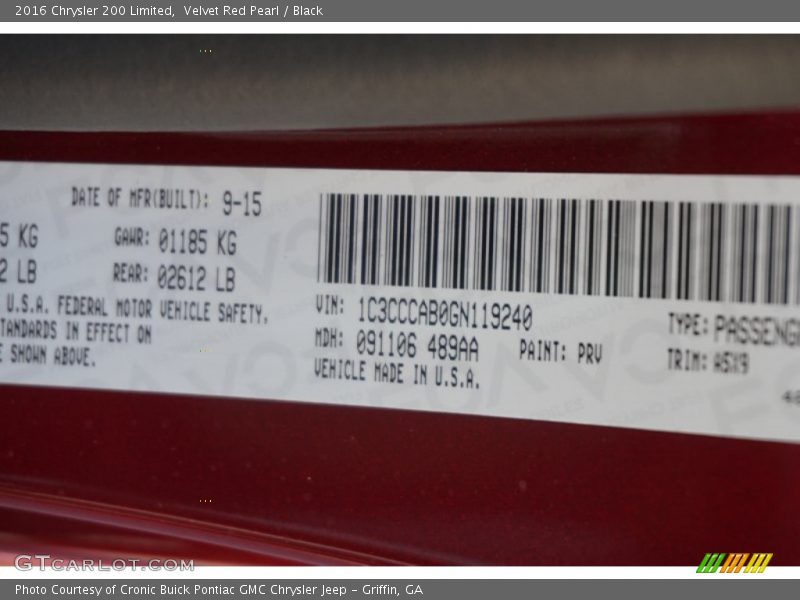 2016 Chrysler 200 Limited,  Velvet Red Pearl / Black
DATE OF MFR(BUILT): 9-15
5 KG GAWR: 01185 KG
2 LB REAR: 02612 LB
U.S.A. FEDERAL MOTOR VEHICLE SAFETY.
TANDARDS IN EFFECT ON
SHOWN ABOVE.
VIN: 1C3CCCAB0GN119240
MDH: 091106 489AA PAINT: PRV
VEHICLE MADE IN U.S.A.
TYPE: PASSENG
TRIM: A5X9
GTCARLOT.COM
Photo Courtesy of Cronic Buick Pontiac GMC Chrysler Jeep - Griffin, GA